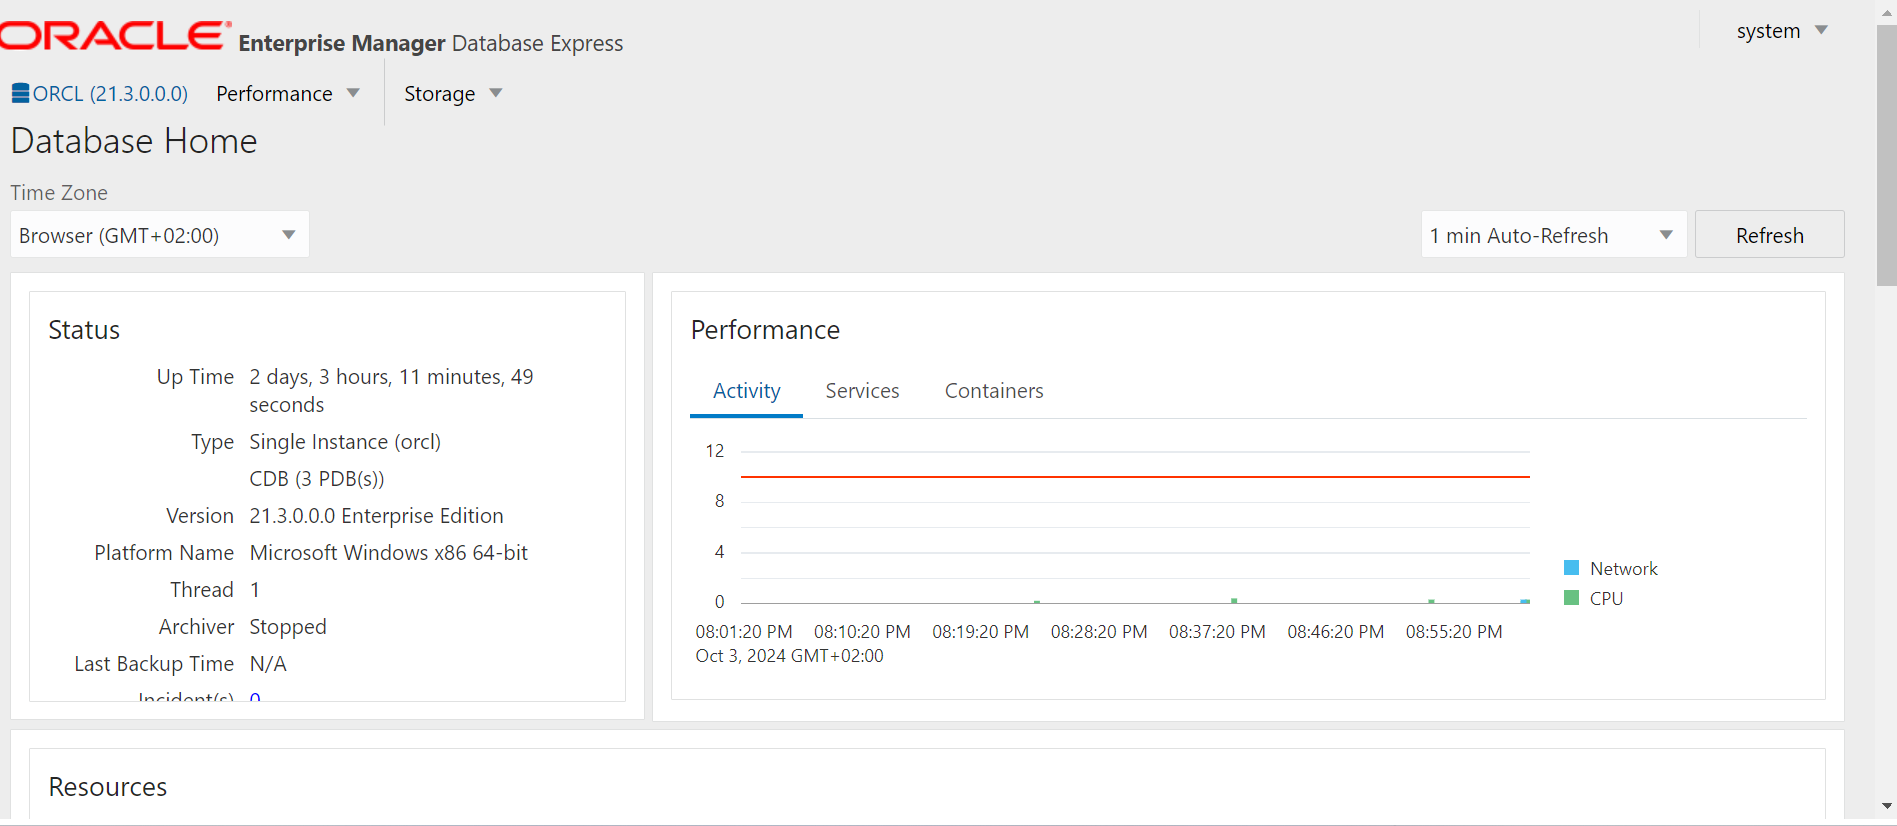 ORACLE Enterprise Manager Database Express
system
ORCL (21.3.0.0.0) Performance Storage
Database Home
Time Zone
Browser (GMT+02:00)
1 min Auto-Refresh Refresh
Status
Up Time 2 days, 3 hours, 11 minutes, 49
seconds
Type Single Instance (orcl)
CDB (3 PDB(s))
Version 21.3.0.0.0 Enterprise Edition
Platform Name Microsoft Windows x86 64-bit
Thread 1
Archiver Stopped
Last Backup Time N/A
Incident(s) 0
Performance
Activity Services Containers
12
8
4
0
08:01:20 PM 08:10:20 PM 08:19:20 PM 08:28:20 PM 08:37:20 PM 08:46:20 PM 08:55:20 PM
Oct 3, 2024 GMT+02:00
Network
CPU
Resources